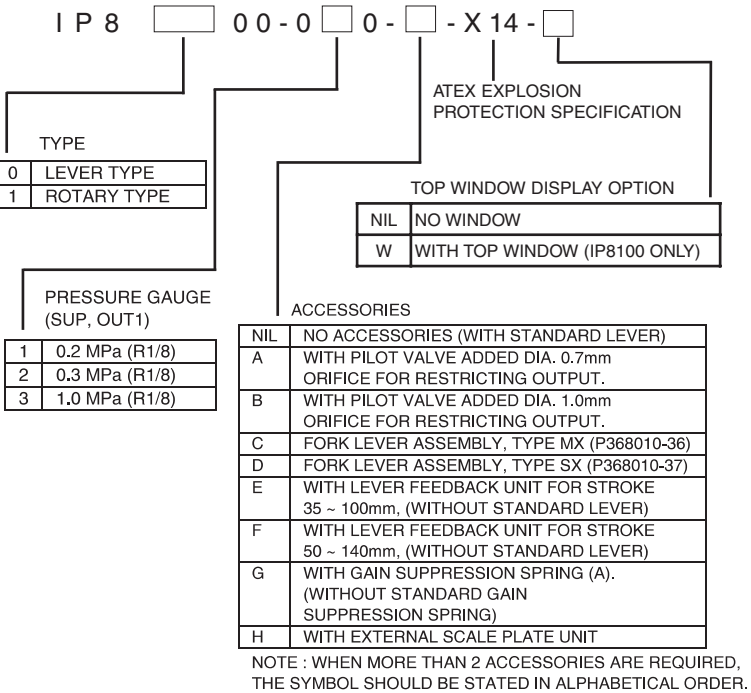 IP8 00-0 0- -X14-
ATEX EXPLOSION
PROTECTION SPECIFICATION
TYPE
0 LEVER TYPE
1 ROTARY TYPE
TOP WINDOW DISPLAY OPTION
NIL NO WINDOW
W WITH TOP WINDOW (IP8100 ONLY)
PRESSURE GAUGE
(SUP, OUT1)
1 0.2 MPa (R1/8)
2 0.3 MPa (R1/8)
3 1.0 MPa (R1/8)
ACCESSORIES
NIL NO ACCESSORIES (WITH STANDARD LEVER)
A WITH PILOT VALVE ADDED DIA. 0.7mm
ORIFICE FOR RESTRICTING OUTPUT.
B WITH PILOT VALVE ADDED DIA. 1.0mm
ORIFICE FOR RESTRICTING OUTPUT.
C FORK LEVER ASSEMBLY, TYPE MX (P368010-36)
D FORK LEVER ASSEMBLY, TYPE SX (P368010-37)
E WITH LEVER FEEDBACK UNIT FOR STROKE
35 ~ 100mm, (WITHOUT STANDARD LEVER)
F WITH LEVER FEEDBACK UNIT FOR STROKE
50 ~ 140mm, (WITHOUT STANDARD LEVER)
G WITH GAIN SUPPRESSION SPRING (A).
(WITHOUT STANDARD GAIN
SUPPRESSION SPRING)
H WITH EXTERNAL SCALE PLATE UNIT
NOTE : WHEN MORE THAN 2 ACCESSORIES ARE REQUIRED,
THE SYMBOL SHOULD BE STATED IN ALPHABETICAL ORDER.